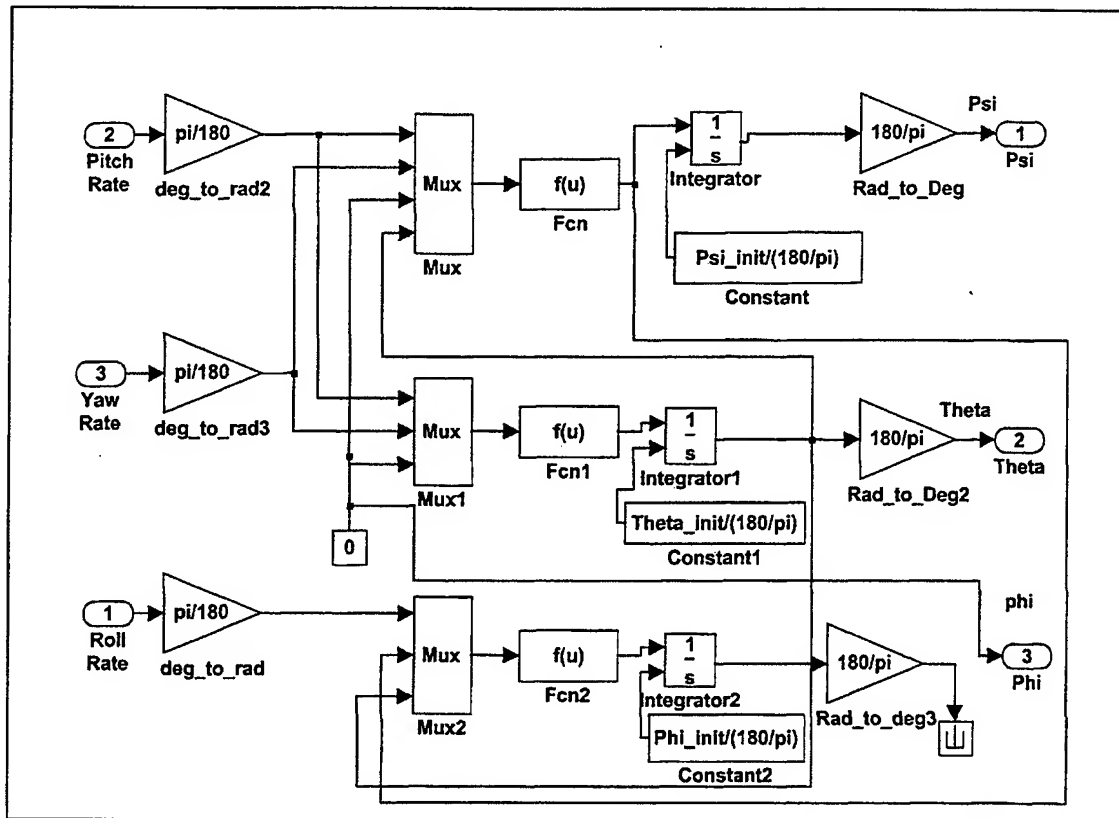 2
Pitch
Rate
pi/180
deg_to_rad2
Mux
Mux
f(u)
Fcn
1
s
Integrator
Psi_init/(180/pi)
Constant
180/pi
Rad_to_Deg
Psi
1
Psi
3
Yaw
Rate
pi/180
deg_to_rad3
Mux
Mux1
f(u)
Fcn1
1
s
Integrator1
Theta_init/(180/pi)
Constant1
180/pi
Rad_to_Deg2
Theta
2
Theta
0
1
Roll
Rate
pi/180
deg_to_rad
Mux
Mux2
f(u)
Fcn2
1
s
Integrator2
Phi_init/(180/pi)
Constant2
180/pi
Rad_to_deg3
phi
3
Phi